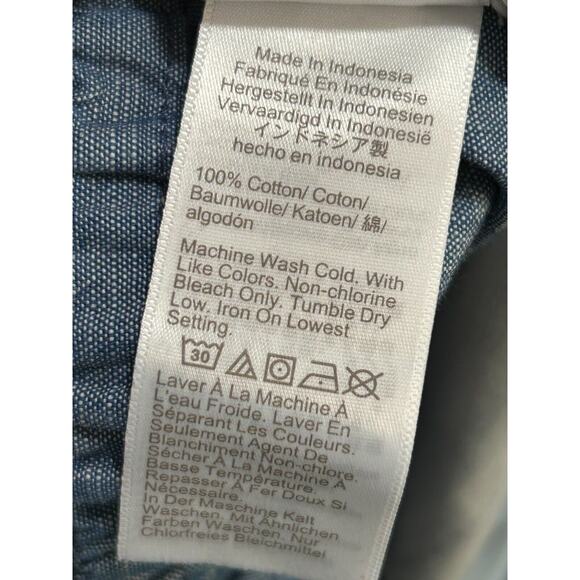 Made In Indonesia
Fabriqué En Indonésie
Hergestellt In Indonesien
Vervaardigd In Indonesië
インドネシア製
hecho en indonesia
100% Cotton/ Coton/
Baumwolle/ Katoen/ 綿/
algodón
Machine Wash Cold. With
Like Colors. Non-chlorine
Bleach Only. Tumble Dry
Low. Iron On Lowest
Setting.
30
Laver À La Machine À
L'eau Froide. Laver En
Séparant Les Couleurs.
Seulement Agent De
Blanchiment Non-chlore.
Sécher À La Machine À
Basse Température.
Repasser À Fer Doux Si
Nécessaire.
In Der Maschine Kalt
Waschen. Mit Ähnlichen
Farben Waschen. Nur
Chlorfreies Bleichmittel